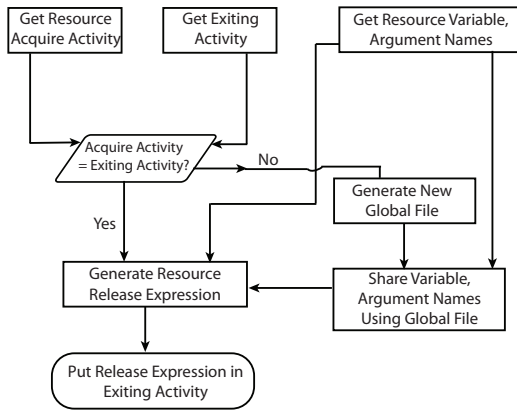 Get Resource
Acquire Activity
Get Exiting
Activity
Get Resource Variable,
Argument Names
Acquire Activity
= Exiting Activity?
No
Generate New
Global File
Yes
Generate Resource
Release Expression
Share Variable,
Argument Names
Using Global File
Put Release Expression in
Exiting Activity